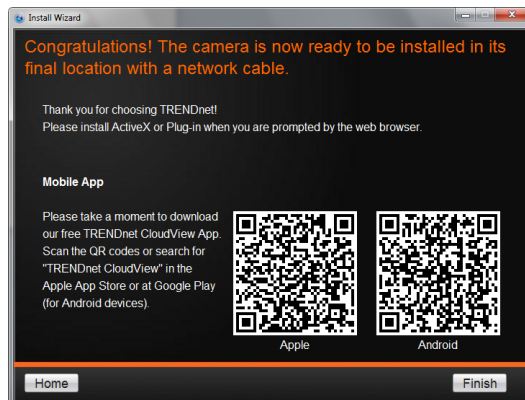 Install Wizard
Congratulations! The camera is now ready to be installed in its
final location with a network cable.
Thank you for choosing TRENDnet!
Please install ActiveX or Plug-in when you are prompted by the web browser.
Mobile App
Please take a moment to download
our free TRENDnet CloudView App.
Scan the QR codes or search for
"TRENDnet CloudView" in the
Apple App Store or at Google Play
(for Android devices).
Apple
Android
Home
Finish